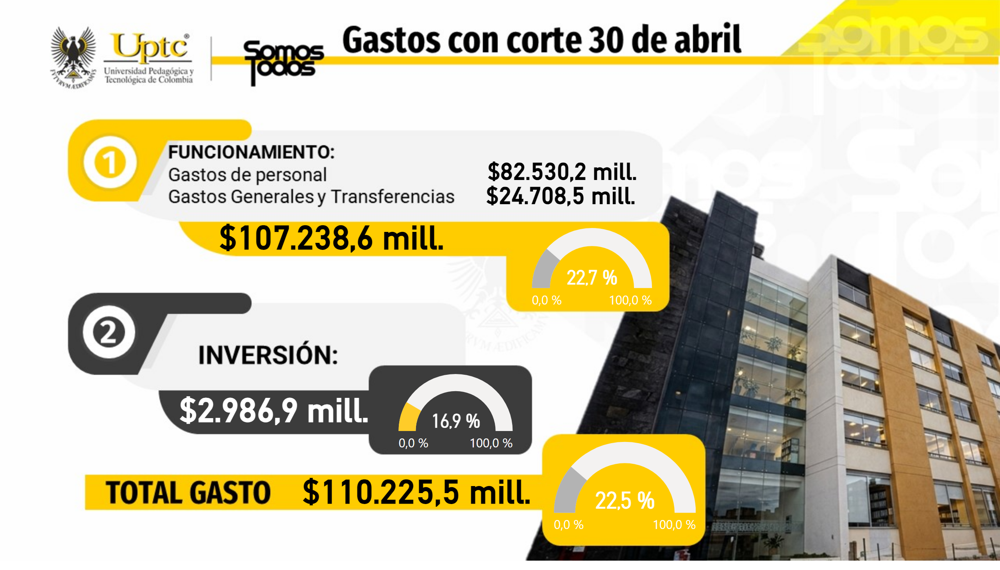 Uptc®
Universidad Pedagógica y
Tecnológica de Colombia
Somos
Todos
Gastos con corte 30 de abril
Somos
Todos
1
FUNCIONAMIENTO:
Gastos de personal $82.530,2 mill.
Gastos Generales y Transferencias $24.708,5 mill.
$107.238,6 mill.
22,7 %
0,0 % 100,0 %
2
INVERSIÓN:
$2.986,9 mill.
16,9 %
0,0 % 100,0 %
TOTAL GASTO $110.225,5 mill.
22,5 %
0,0 % 100,0 %